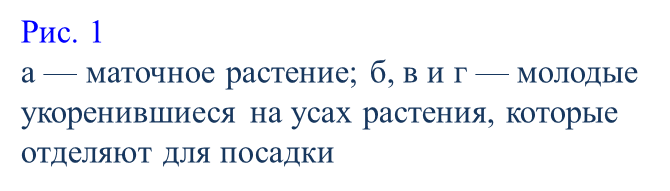 Рис. 1
а — маточное растение; б, в и г — молодые
укоренившиеся на усах растения, которые
отделяют для посадки